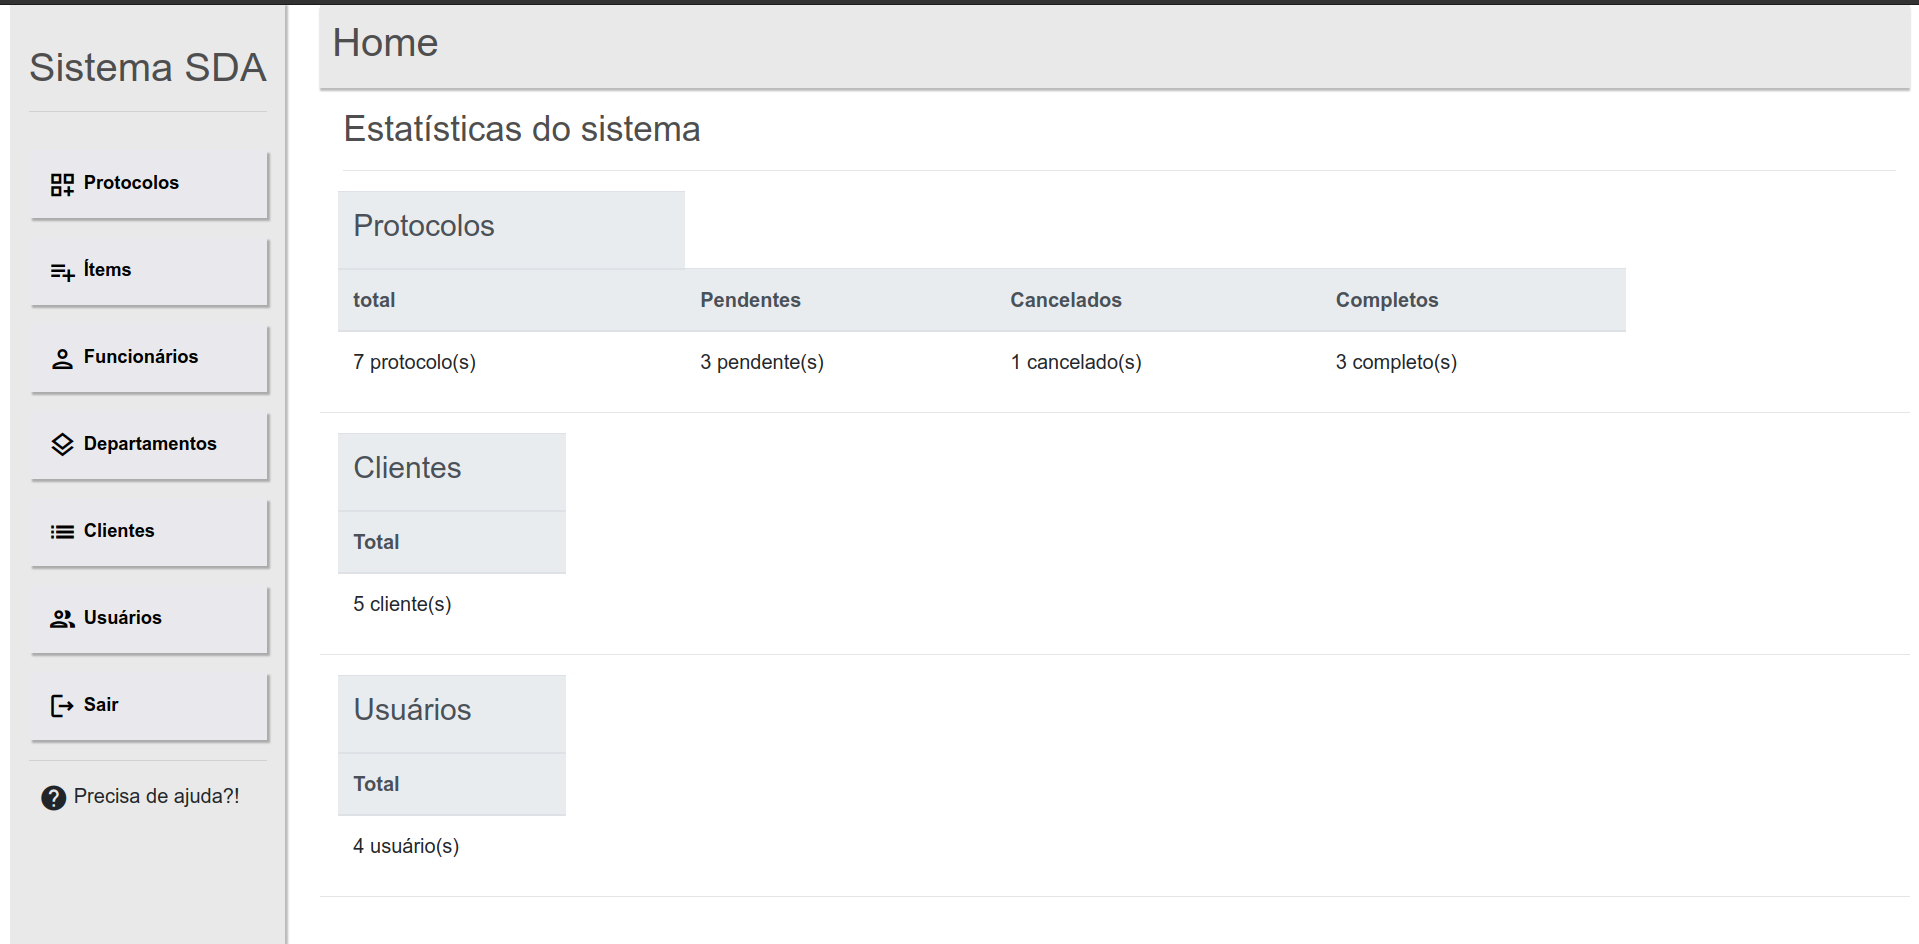 Sistema SDA
Protocolos
Ítems
Funcionários
Departamentos
Clientes
Usuários
Sair
Precisa de ajuda?!
Home
Estatísticas do sistema
Protocolos
total Pendentes Cancelados Completos
7 protocolo(s) 3 pendente(s) 1 cancelado(s) 3 completo(s)
Clientes
Total
5 cliente(s)
Usuários
Total
4 usuário(s)